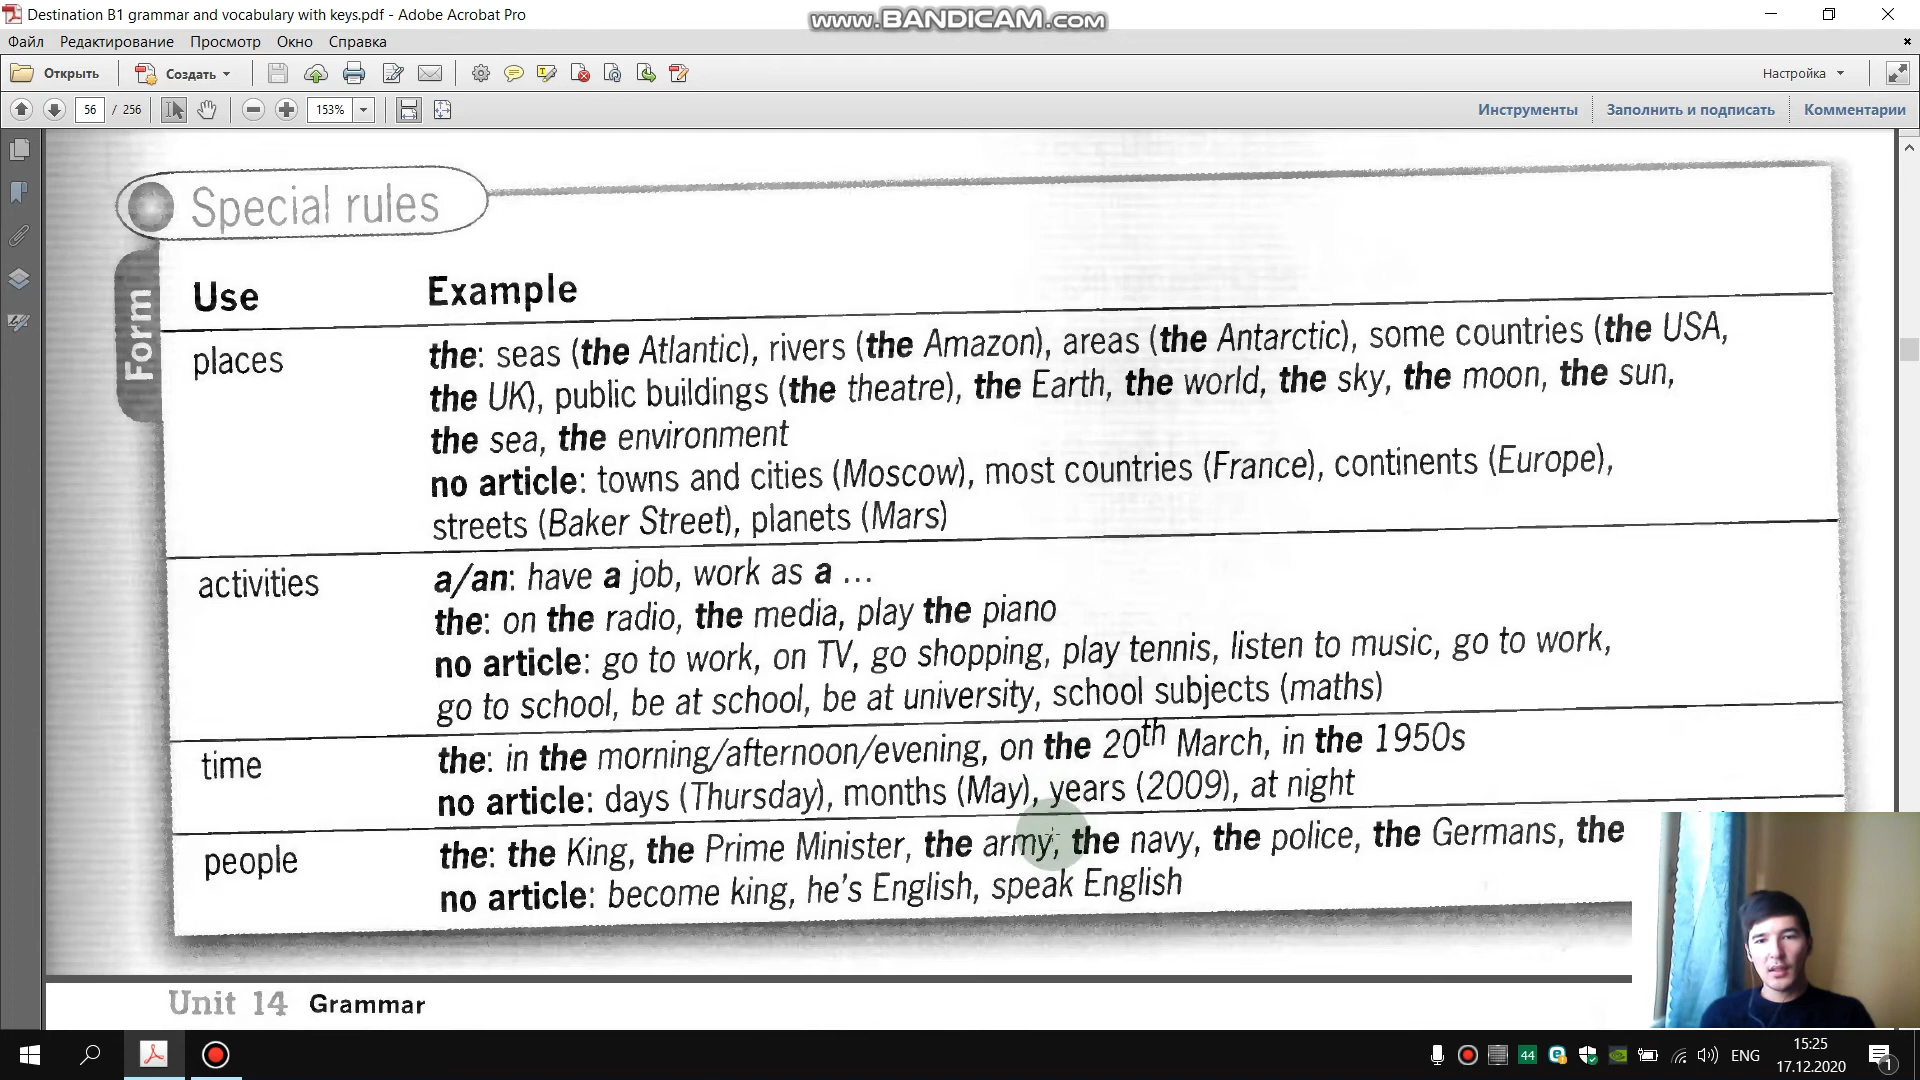 Destination B1 grammar and vocabulary with keys.pdf - Adobe Acrobat Pro
www.BANDICAM.com
Файл Редактирование Просмотр Окно Справка
Открыть Создать Настройка
56 / 256 153% Инструменты Заполнить и подписать Комментарии
Special rules
Form
Use Example
places the: seas (the Atlantic), rivers (the Amazon), areas (the Antarctic), some countries (the USA,
the UK), public buildings (the theatre), the Earth, the world, the sky, the moon, the sun,
the sea, the environment
no article: towns and cities (Moscow), most countries (France), continents (Europe),
streets (Baker Street), planets (Mars)
activities a/an: have a job, work as a ...
the: on the radio, the media, play the piano
no article: go to work, on TV, go shopping, play tennis, listen to music, go to work,
go to school, be at school, be at university, school subjects (maths)
time the: in the morning/afternoon/evening, on the 20th March, in the 1950s
no article: days (Thursday), months (May), years (2009), at night
people the: the King, the Prime Minister, the army, the navy, the police, the Germans, the
no article: become king, he's English, speak English
Unit 14 Grammar
44 ENG 15:25
17.12.2020
1